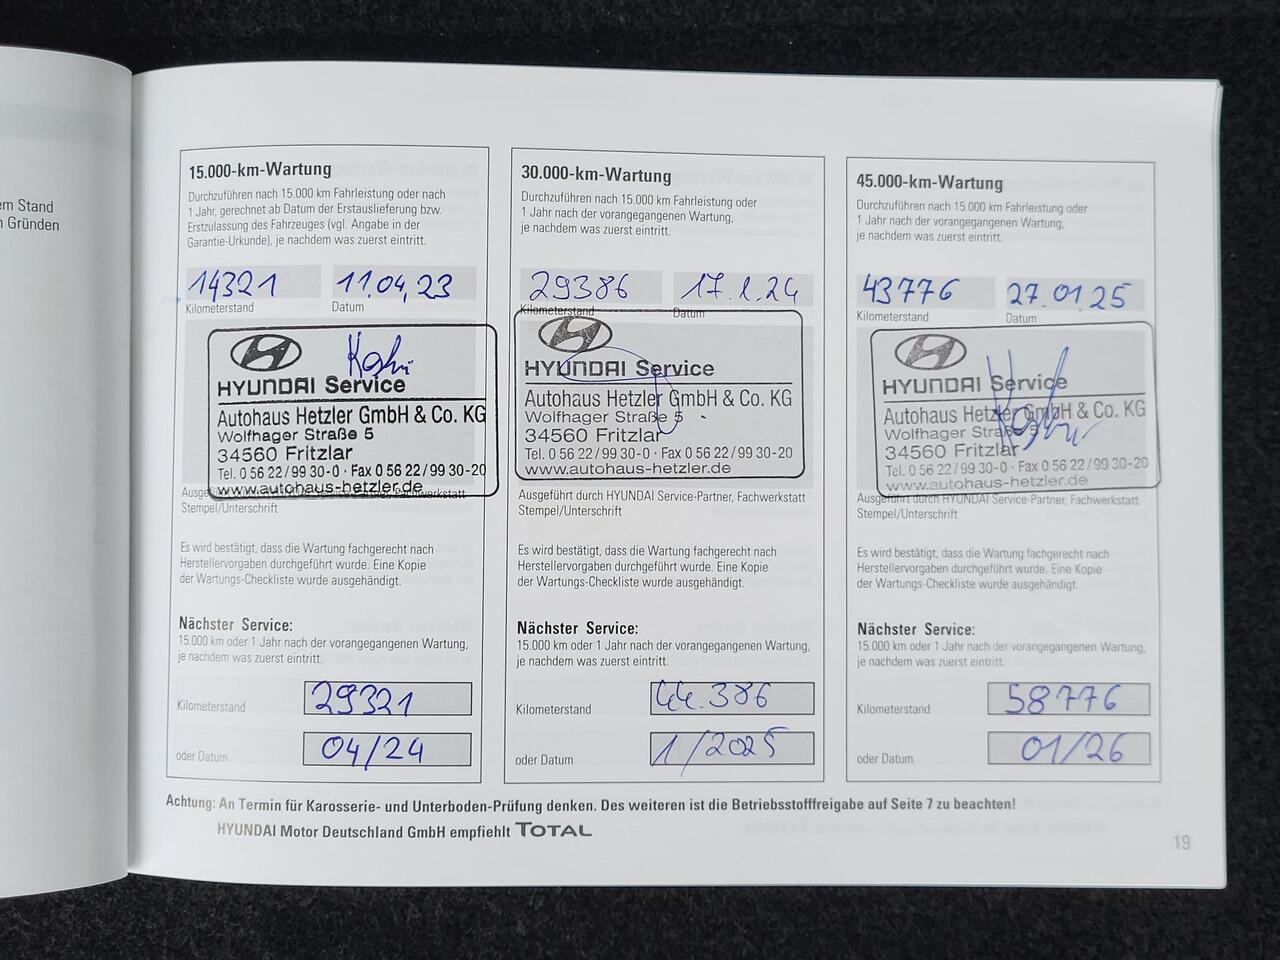 em Stand
n Gründen
15.000-km-Wartung
Durchzuführen nach 15.000 km Fahrleistung oder nach
1 Jahr, gerechnet ab Datum der Erstauslieferung bzw.
Erstzulassung des Fahrzeuges (vgl. Angabe in der
Garantie-Urkunde), je nachdem was zuerst eintritt.
14321 11.04,23
Kilometerstand Datum
HYUNDAI Service
Autohaus Hetzler GmbH & Co. KG
Wolfhager Straße 5
34560 Fritzlar
Tel. 0 56 22/99 30-0 · Fax 0 56 22/99 30-20
www.autohaus-hetzler.de
Ausgeführt durch HYUNDAI Service-Partner, Fachwerkstatt
Stempel/Unterschrift
Es wird bestätigt, dass die Wartung fachgerecht nach
Herstellervorgaben durchgeführt wurde. Eine Kopie
der Wartungs-Checkliste wurde ausgehändigt.
Nächster Service:
15.000 km oder 1 Jahr nach der vorangegangenen Wartung,
je nachdem was zuerst eintritt.
Kilometerstand 29321
oder Datum 04/24
30.000-km-Wartung
Durchzuführen nach 15.000 km Fahrleistung oder
1 Jahr nach der vorangegangenen Wartung,
je nachdem was zuerst eintritt.
29386 17.1.24
Kilometerstand Datum
HYUNDAI Service
Autohaus Hetzler GmbH & Co. KG
Wolfhager Straße 5
34560 Fritzlar
Tel. 0 56 22/99 30-0 · Fax 0 56 22/99 30-20
www.autohaus-hetzler.de
Ausgeführt durch HYUNDAI Service-Partner, Fachwerkstatt
Stempel/Unterschrift
Es wird bestätigt, dass die Wartung fachgerecht nach
Herstellervorgaben durchgeführt wurde. Eine Kopie
der Wartungs-Checkliste wurde ausgehändigt.
Nächster Service:
15.000 km oder 1 Jahr nach der vorangegangenen Wartung,
je nachdem was zuerst eintritt.
Kilometerstand 44.386
oder Datum 1/2025
45.000-km-Wartung
Durchzuführen nach 15.000 km Fahrleistung oder
1 Jahr nach der vorangegangenen Wartung,
je nachdem was zuerst eintritt.
43776 27.01.25
Kilometerstand Datum
HYUNDAI Service
Autohaus Hetzler GmbH & Co. KG
Wolfhager Straße 5
34560 Fritzlar
Tel. 0 56 22/99 30-0 · Fax 0 56 22/99 30-20
www.autohaus-hetzler.de
Ausgeführt durch HYUNDAI Service-Partner, Fachwerkstatt
Stempel/Unterschrift
Es wird bestätigt, dass die Wartung fachgerecht nach
Herstellervorgaben durchgeführt wurde. Eine Kopie
der Wartungs-Checkliste wurde ausgehändigt.
Nächster Service:
15.000 km oder 1 Jahr nach der vorangegangenen Wartung,
je nachdem was zuerst eintritt.
Kilometerstand 58776
oder Datum 01/26
Achtung: An Termin für Karosserie- und Unterboden-Prüfung denken. Des weiteren ist die Betriebsstofffreigabe auf Seite 7 zu beachten!
HYUNDAI Motor Deutschland GmbH empfiehlt TOTAL
19